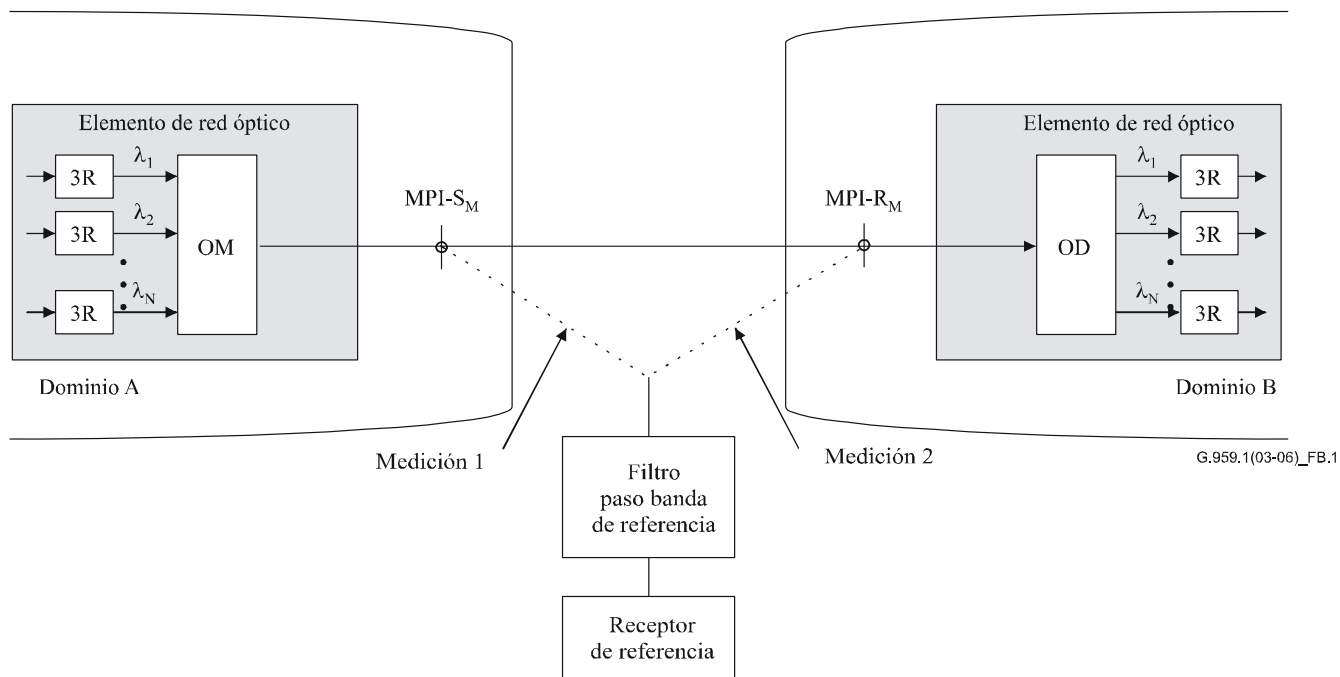 Elemento de red óptico
3R
λ1
3R
λ2
3R
λN
OM
Dominio A
MPI-SM
MPI-RM
Elemento de red óptico
OD
λ1
3R
λ2
3R
λN
3R
Dominio B
Medición 1
Medición 2
G.959.1(03-06)_FB.1
Filtro
paso banda
de referencia
Receptor
de referencia